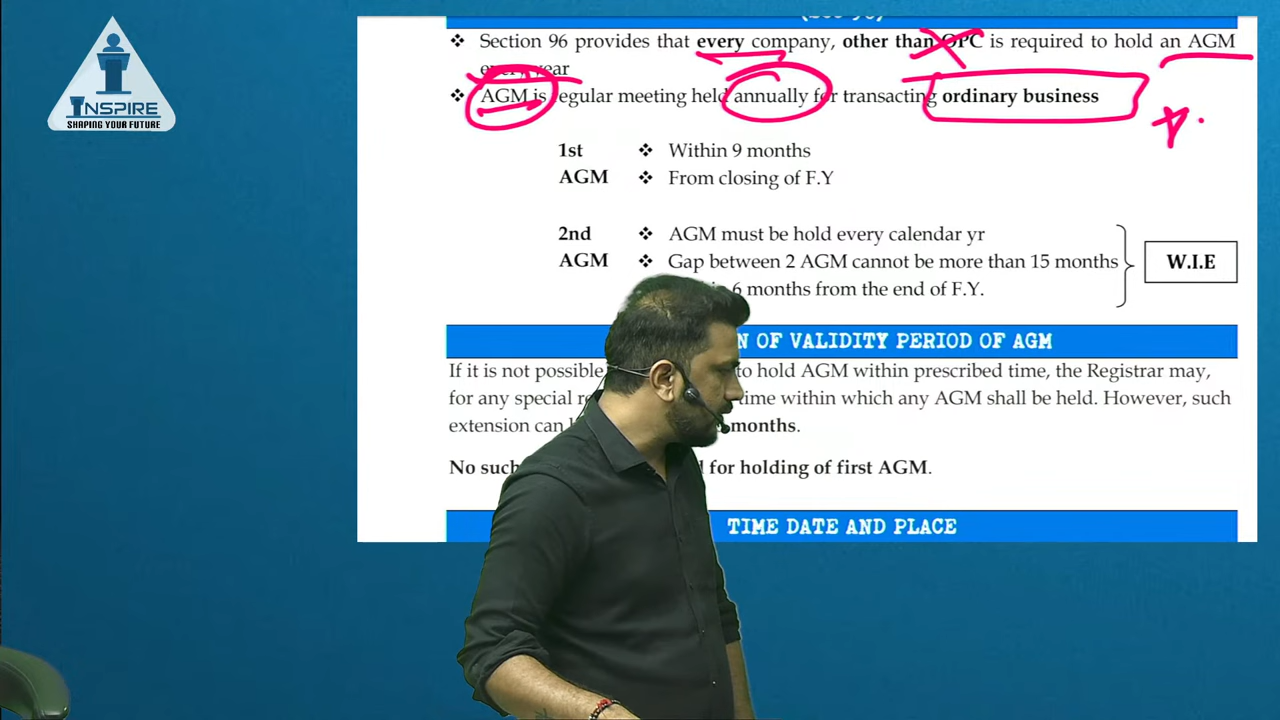 INSPIRE
SHAPING YOUR FUTURE
❖ Section 96 provides that every company, other than OPC is required to hold an AGM
every year
❖ AGM is regular meeting held annually for transacting ordinary business
1st ❖ Within 9 months
AGM ❖ From closing of F.Y
2nd ❖ AGM must be hold every calendar yr
AGM ❖ Gap between 2 AGM cannot be more than 15 months
6 months from the end of F.Y.
W.I.E
N OF VALIDITY PERIOD OF AGM
If it is not possible to hold AGM within prescribed time, the Registrar may,
for any special time within which any AGM shall be held. However, such
extension can months.
No such for holding of first AGM.
TIME DATE AND PLACE